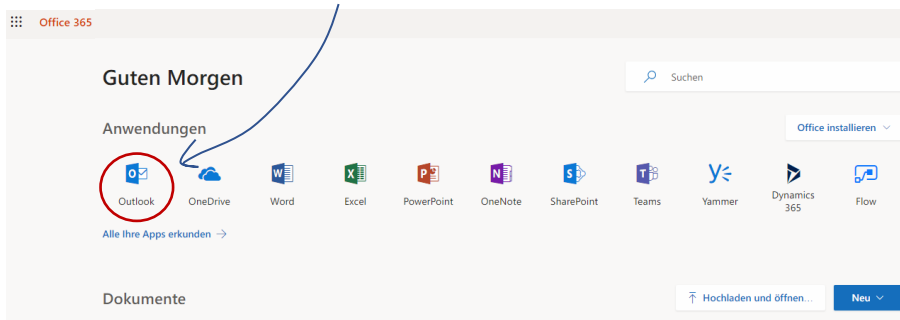 Office 365
Guten Morgen
Suchen
Anwendungen
Office installieren
Outlook
OneDrive
Word
Excel
PowerPoint
OneNote
SharePoint
Teams
Yammer
Dynamics
365
Flow
Alle Ihre Apps erkunden →
Dokumente
Hochladen und öffnen...
Neu